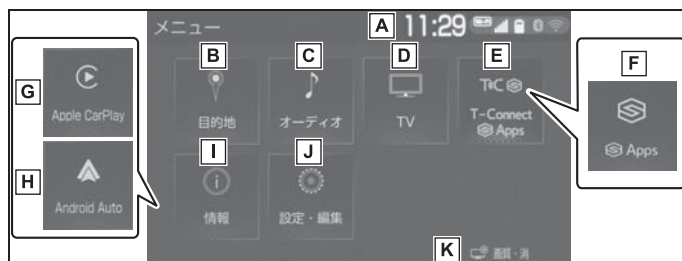 メニュー
A
11:29
B
C
D
E
F
G
Apple CarPlay
目的地
オーディオ
TV
T-Connect
Apps
Apps
H
Android Auto
I
J
情報
設定・編集
K
画質・消